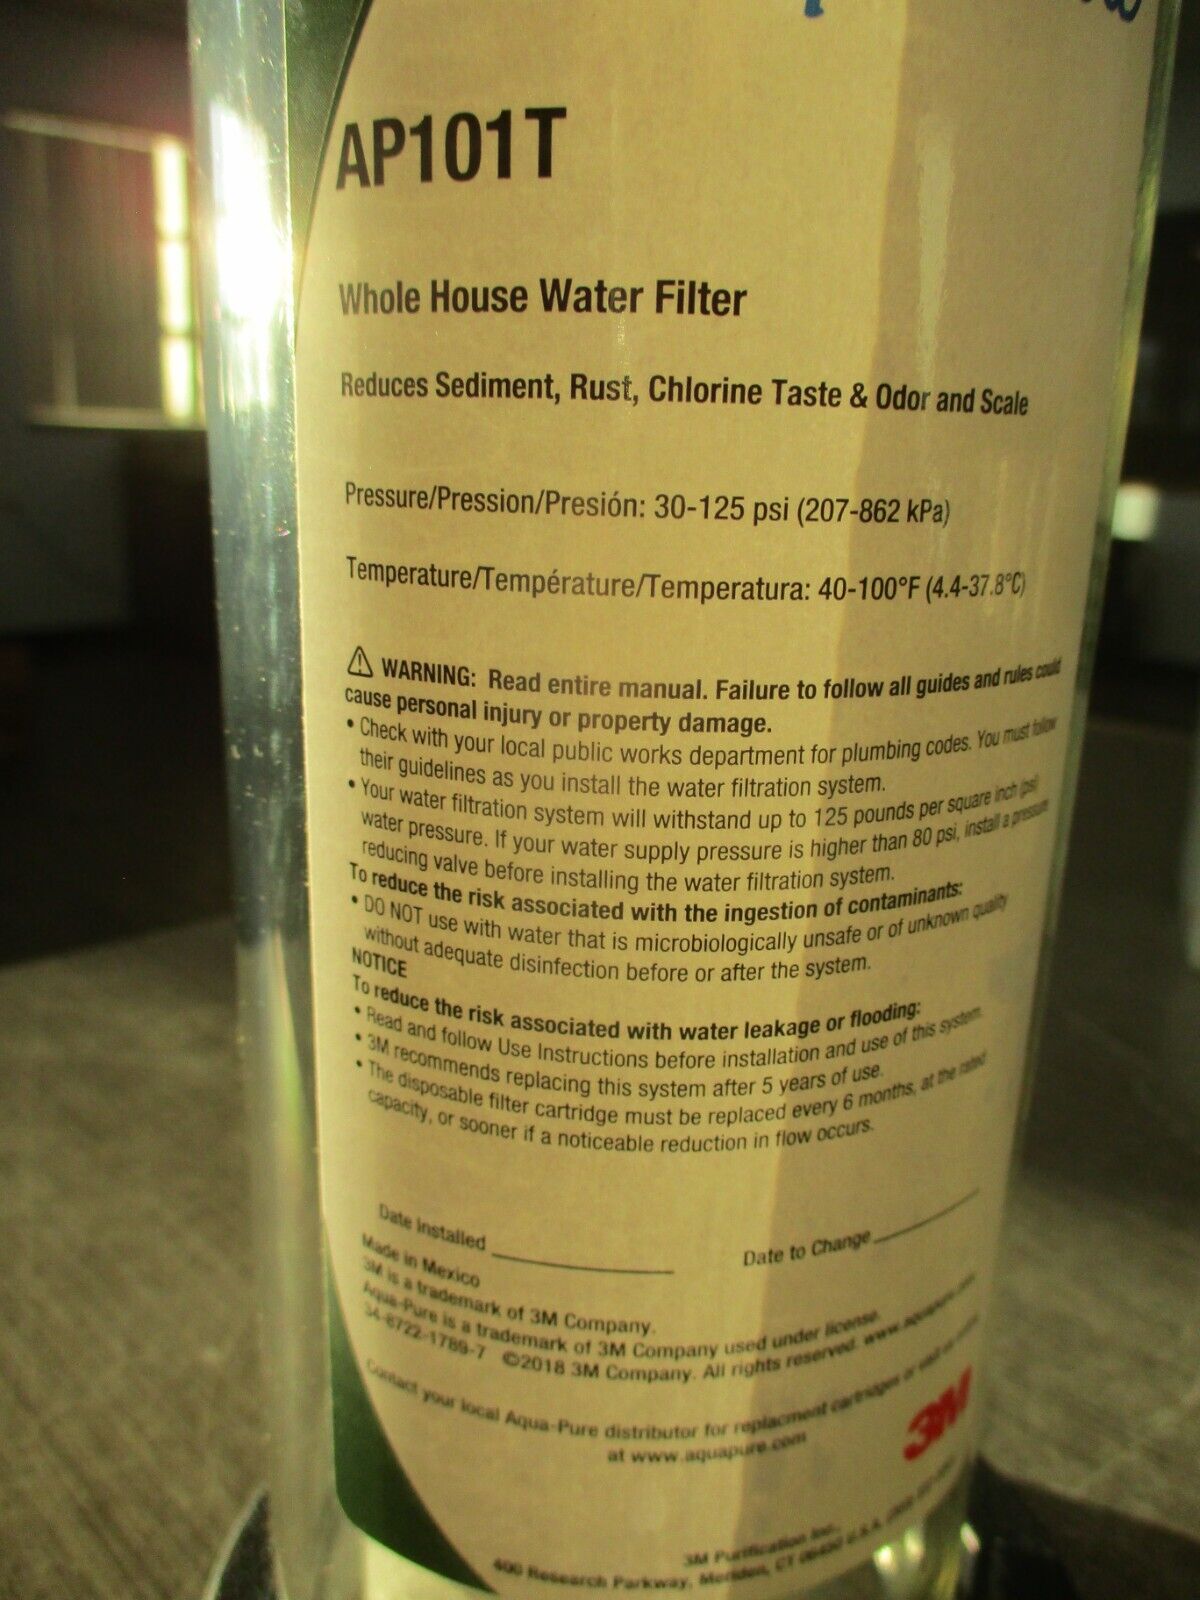 AP101T
Whole House Water Filter
Reduces Sediment, Rust, Chlorine Taste & Odor and Scale
Pressure/Pression/Presión: 30-125 psi (207-862 kPa)
Temperature/Température/Temperatura: 40-100°F (4.4-37.8°C)
⚠ WARNING: Read entire manual. Failure to follow all guides and rules could
cause personal injury or property damage.
• Check with your local public works department for plumbing codes. You must follow
their guidelines as you install the water filtration system.
• Your water filtration system will withstand up to 125 pounds per square inch (psi)
water pressure. If your water supply pressure is higher than 80 psi, install a pressure
reducing valve before installing the water filtration system.
To reduce the risk associated with the ingestion of contaminants:
• DO NOT use with water that is microbiologically unsafe or of unknown quality
without adequate disinfection before or after the system.
NOTICE
To reduce the risk associated with water leakage or flooding:
• Read and follow Use Instructions before installation and use of this system.
• 3M recommends replacing this system after 5 years of use.
• The disposable filter cartridge must be replaced every 6 months, at the rated
capacity, or sooner if a noticeable reduction in flow occurs.
Date Installed Date to Change
Made in Mexico
3M is a trademark of 3M Company.
Aqua-Pure is a trademark of 3M Company used under license.
34-8722-1789-7 ©2018 3M Company. All rights reserved. www.aquapure.com
Contact your local Aqua-Pure distributor for replacment cartridges or visit us
at www.aquapure.com
3M
3M Purification Inc.
400 Research Parkway, Meriden, CT 06450 U.S.A.